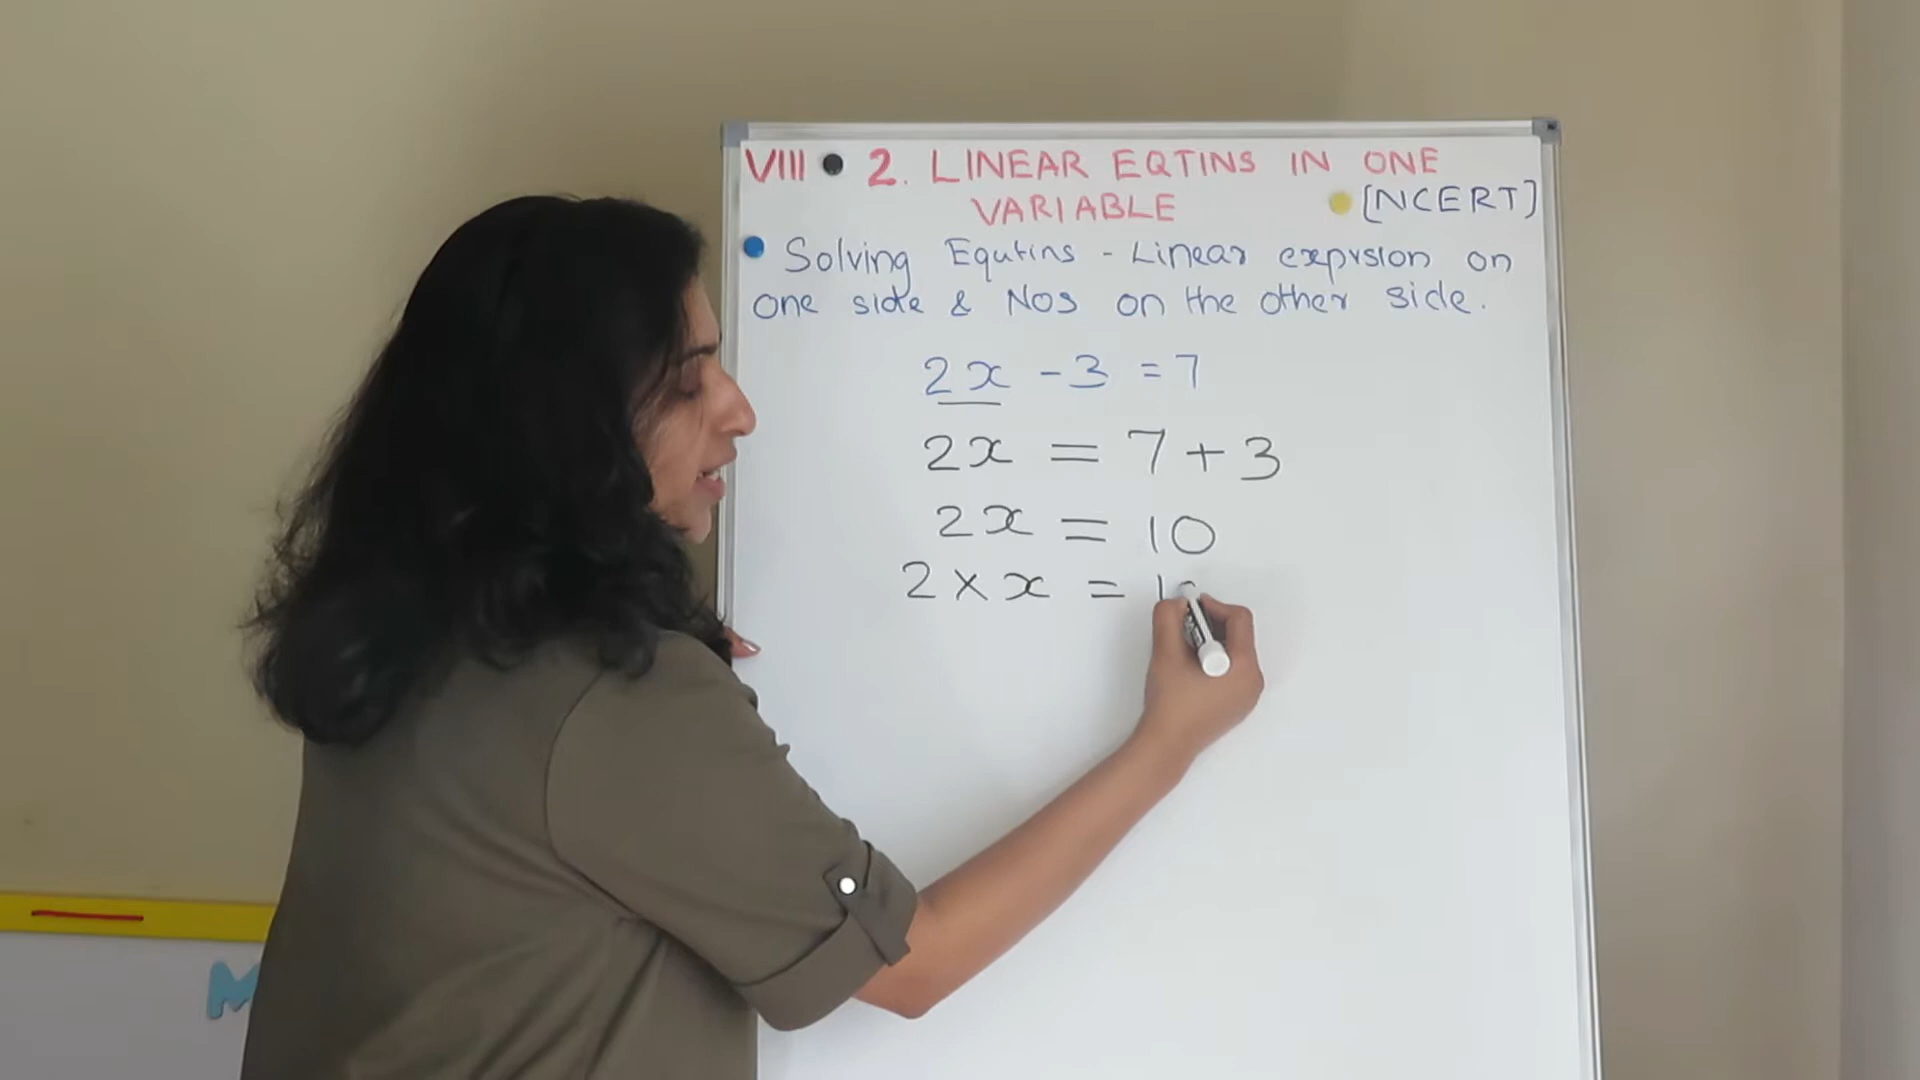 VIII 2. LINEAR EQTINS IN ONE
VARIABLE [NCERT]
Solving Equtins - Linear exprsion on
one side & Nos on the other side.
2x - 3 = 7
2x = 7 + 3
2x = 10
2 × x = 1
M